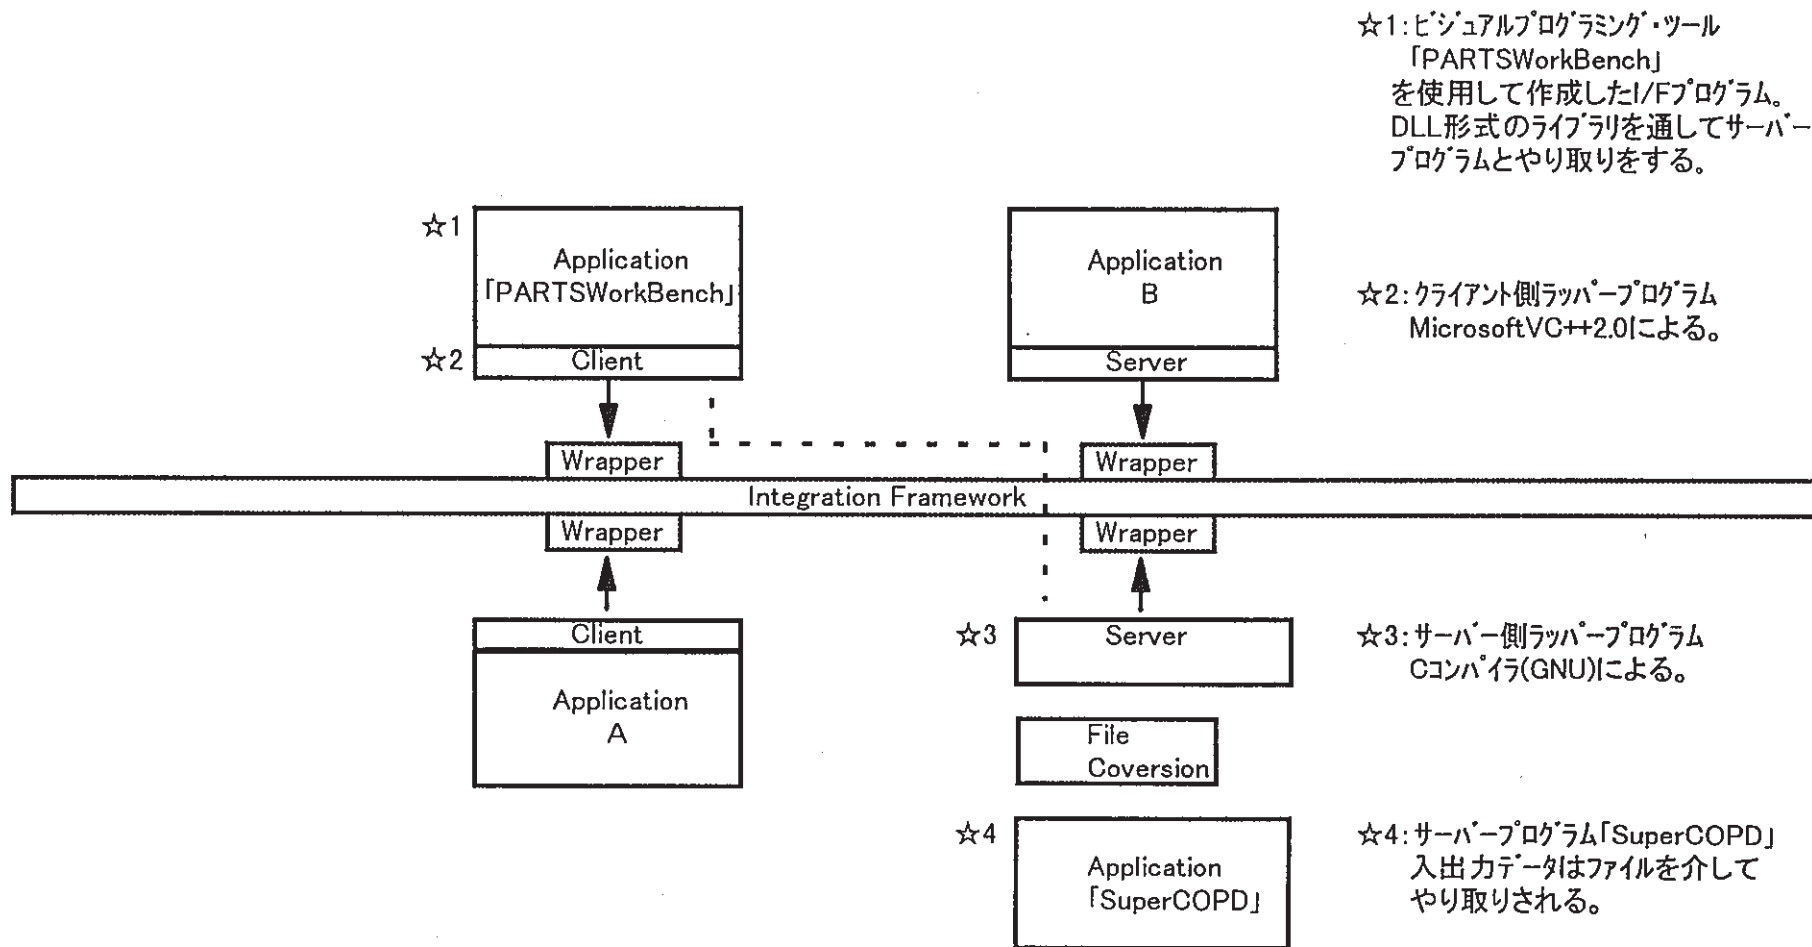 ☆1:ビジュアルプログラミング・ツール
「PARTSWorkBench」
を使用して作成したI/Fプログラム。
DLL形式のライブラリを通してサーバー
プログラムとやり取りをする。
☆1
Application
「PARTSWorkBench」
☆2
Client
Application
B
Server
☆2:クライアント側ラッパープログラム
MicrosoftVC++2.0による。
Wrapper
Wrapper
Integration Framework
Wrapper
Wrapper
Client
Application
A
☆3
Server
☆3:サーバー側ラッパープログラム
Cコンパイラ(GNU)による。
File
Coversion
☆4
Application
「SuperCOPD」
☆4:サーバープログラム「SuperCOPD」
入出力データはファイルを介して
やり取りされる。